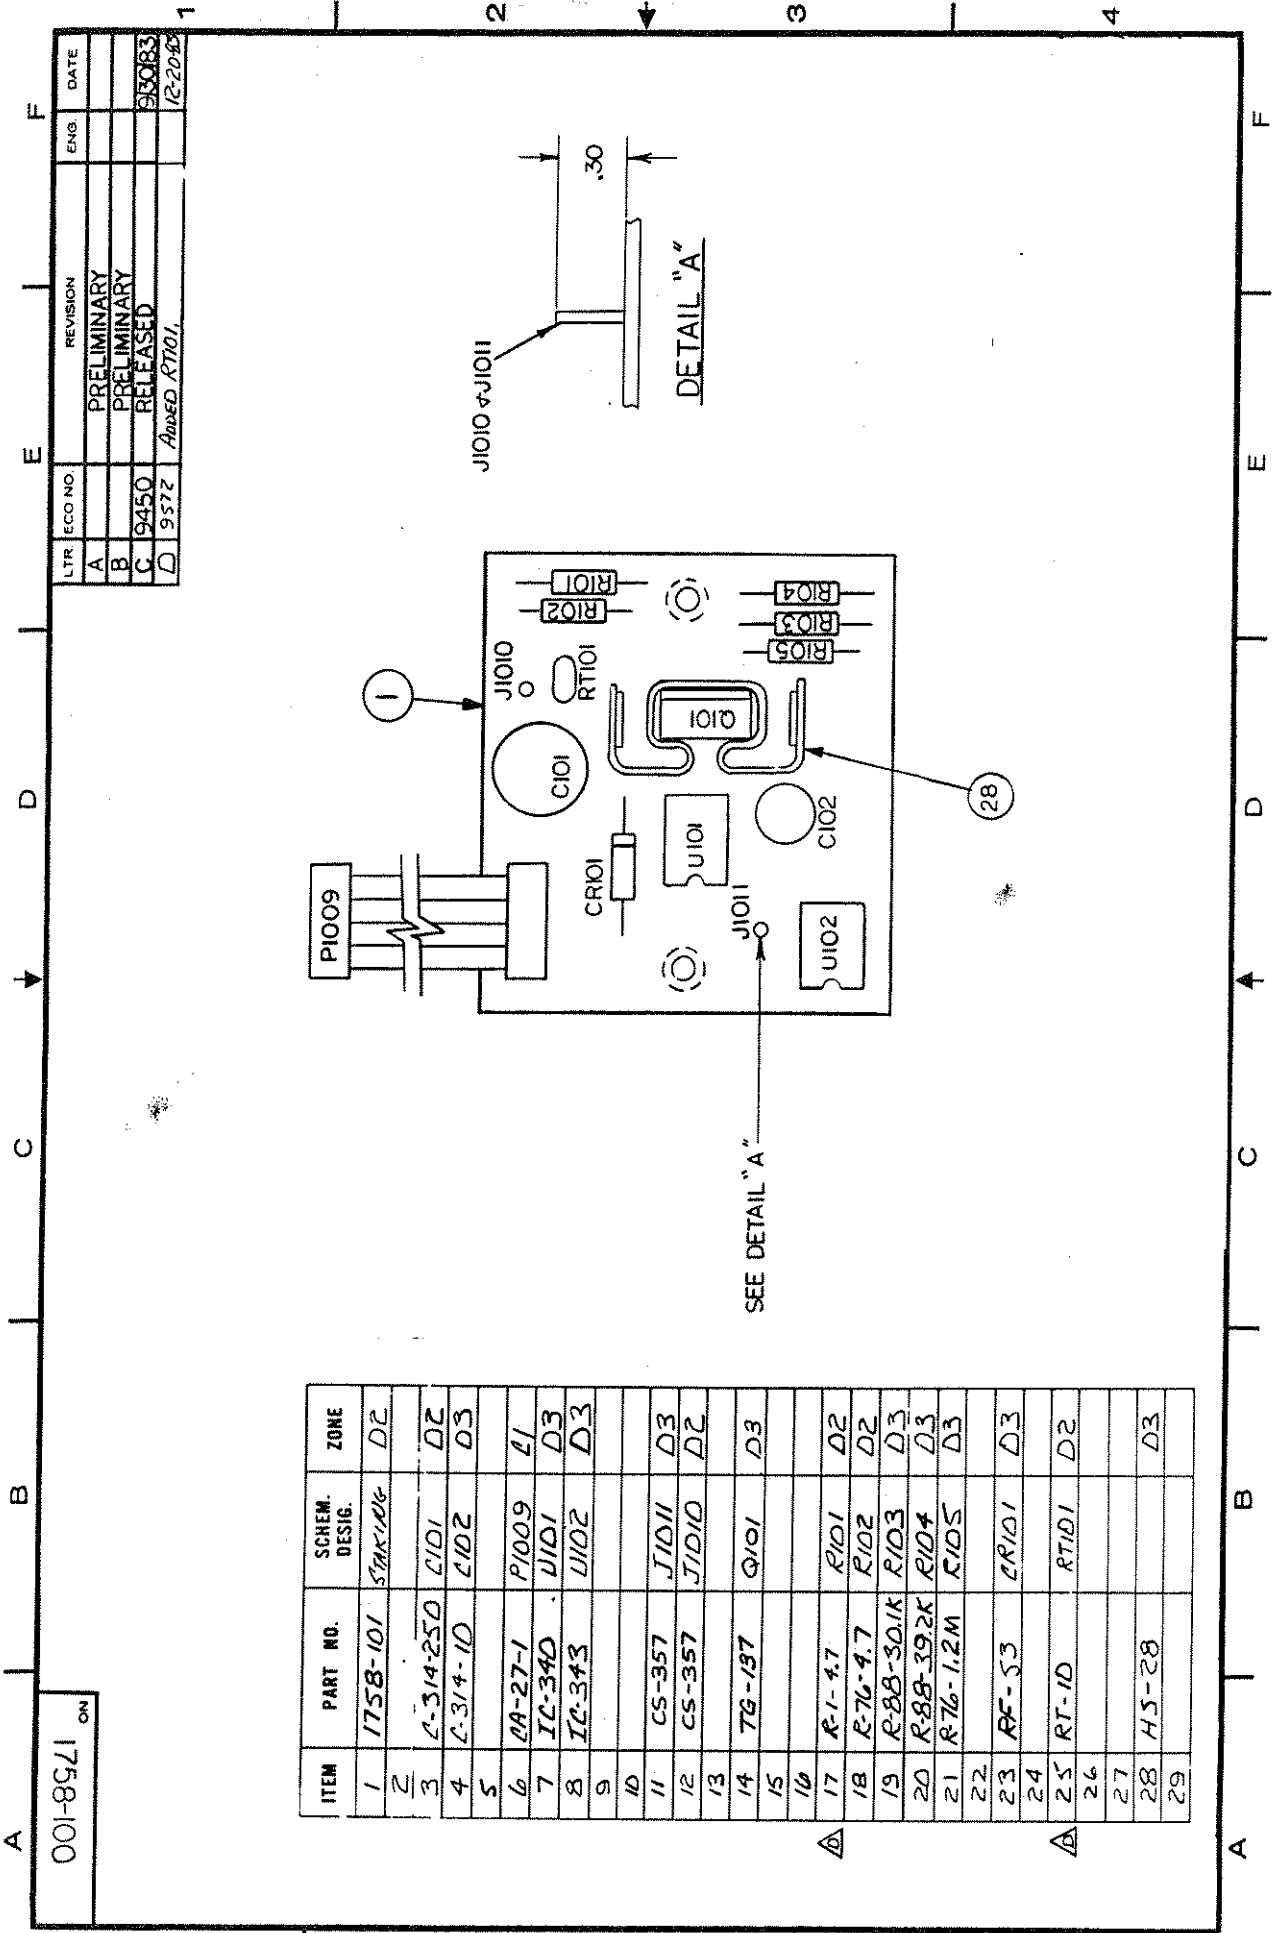 A B C D E F
1758-100
NO
LTR. ECO NO. REVISION ENG. DATE
A PRELIMINARY
B PRELIMINARY
C 9450 RELEASED 9/30/83
D 9572 ADDED RT101. 12-20-83
1
2
3
4
ITEM PART NO. SCHEM. DESIG. ZONE
1 1758-101 STAKING D2
2
3 C-314-250 C101 D2
4 C-314-10 C102 D3
5
6 CA-27-1 P1009 C1
7 IC-340 U101 D3
8 IC-343 U102 D3
9
10
11 CS-357 J1011 D3
12 CS-357 J1010 D2
13
14 TG-137 Q101 D3
15
16
D 17 R-1-4.7 R101 D2
18 R-76-4.7 R102 D2
19 R-88-30.1K R103 D3
20 R-88-39.2K R104 D3
21 R-76-1.2M R105 D3
22
23 RF-53 CR101 D3
24
D 25 RT-10 RT101 D2
26
27
28 HS-28 D3
29
P1009
1
J1010
C101
RT101
R102
R101
CR101
U101
Q101
J1011
C102
U102
R105
R103
R104
28
SEE DETAIL "A"
J1010 & J1011
.30
DETAIL "A"
A B C D E F